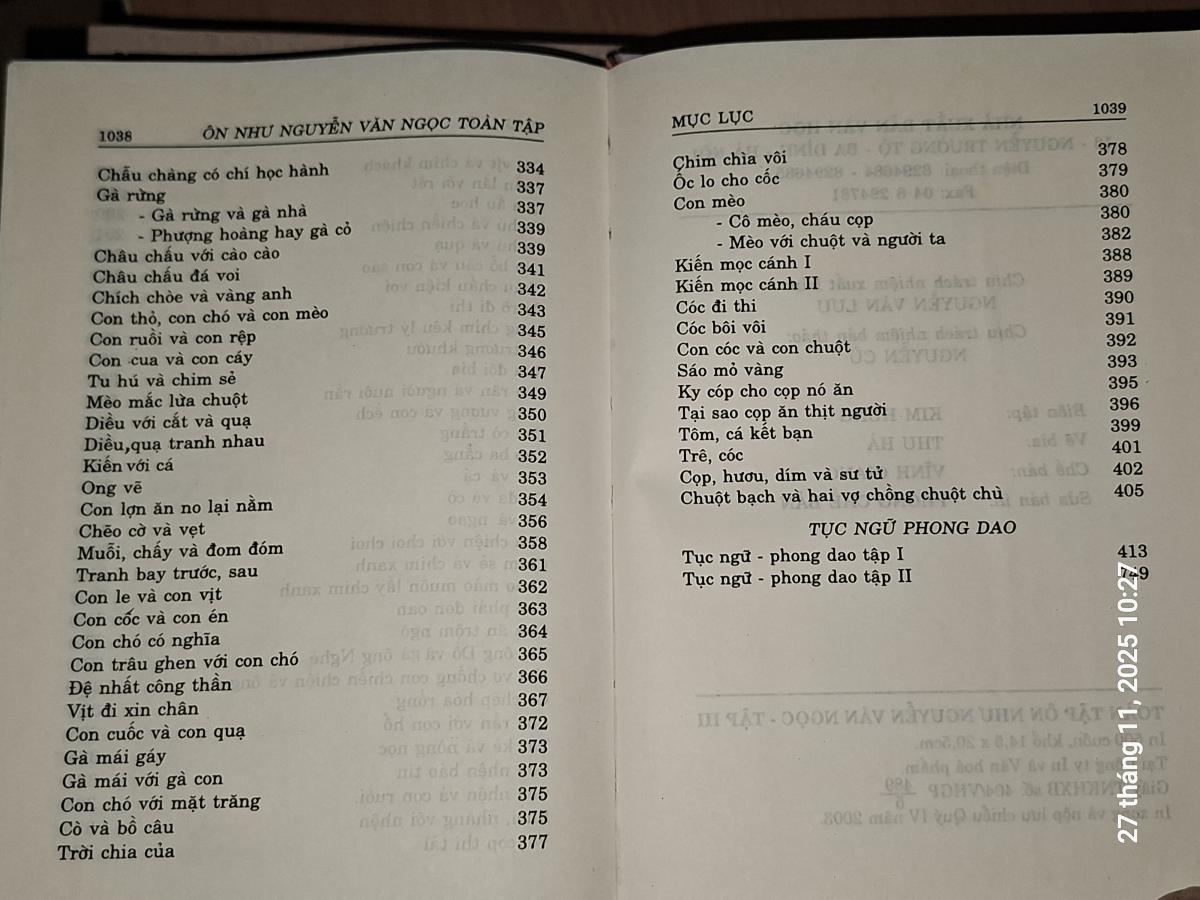 1038 ÔN NHƯ NGUYỄN VĂN NGỌC TOÀN TẬP
Chẫu chàng có chí học hành 334
Gà rừng 337
- Gà rừng và gà nhà 337
- Phượng hoàng hay gà cỏ 339
Châu chấu với cào cào 339
Châu chấu đá voi 341
Chích chòe và vàng anh 342
Con thỏ, con chó và con mèo 343
Con ruồi và con rệp 345
Con cua và con cáy 346
Tu hú và chim sẻ 347
Mèo mắc lừa chuột 349
Diều với cắt và quạ 350
Diều,quạ tranh nhau 351
Kiến với cá 352
Ong vẽ 353
Con lợn ăn no lại nằm 354
Chẽo cờ và vẹt 356
Muỗi, chấy và đom đóm 358
Tranh bay trước, sau 361
Con le và con vịt 362
Con cốc và con én 363
Con chó có nghĩa 364
Con trâu ghen với con chó 365
Đệ nhất công thần 366
Vịt đi xin chân 367
Con cuốc và con quạ 372
Gà mái gáy 373
Gà mái với gà con 373
Con chó với mặt trăng 375
Cò và bồ câu 375
Trời chia của 377
MỤC LỤC 1039
Chim chìa vôi 378
Ốc lo cho cốc 379
Con mèo 380
- Cô mèo, cháu cọp 380
- Mèo với chuột và người ta 382
Kiến mọc cánh I 388
Kiến mọc cánh II 389
Cóc đi thi 390
Cóc bôi vôi 391
Con cóc và con chuột 392
Sáo mỏ vàng 393
Ky cóp cho cọp nó ăn 395
Tại sao cọp ăn thịt người 396
Tôm, cá kết bạn 399
Trê, cóc 401
Cọp, hươu, dím và sư tử 402
Chuột bạch và hai vợ chồng chuột chù 405
TỤC NGỮ PHONG DAO
Tục ngữ - phong dao tập I 413
Tục ngữ - phong dao tập II 749
27 tháng 11, 2025 10:27